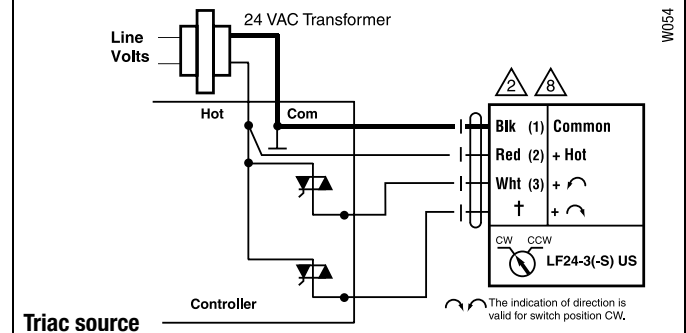 24 VAC Transformer
Line
Volts
W054
2 8
Hot Com
Blk (1) Common
Red (2) + Hot
Wht (3) +
† +
CW CCW
LF24-3(-S) US
Controller
The indication of direction is
valid for switch position CW.
Triac source